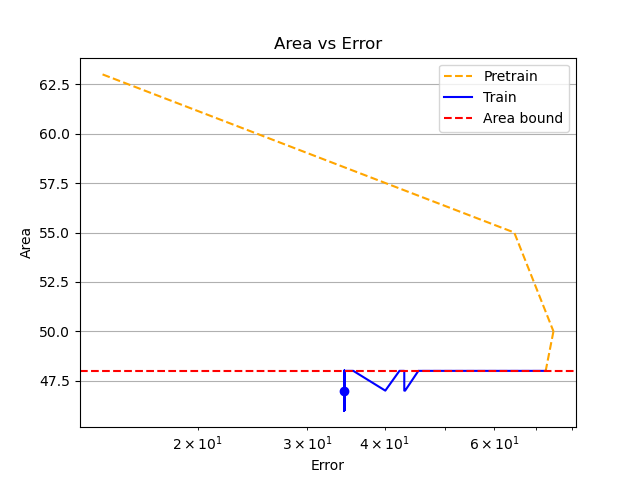 Area vs Error
Pretrain
Train
Area bound
Area
62.5
60.0
57.5
55.0
52.5
50.0
47.5
2 × 10¹
3 × 10¹
4 × 10¹
6 × 10¹
Error